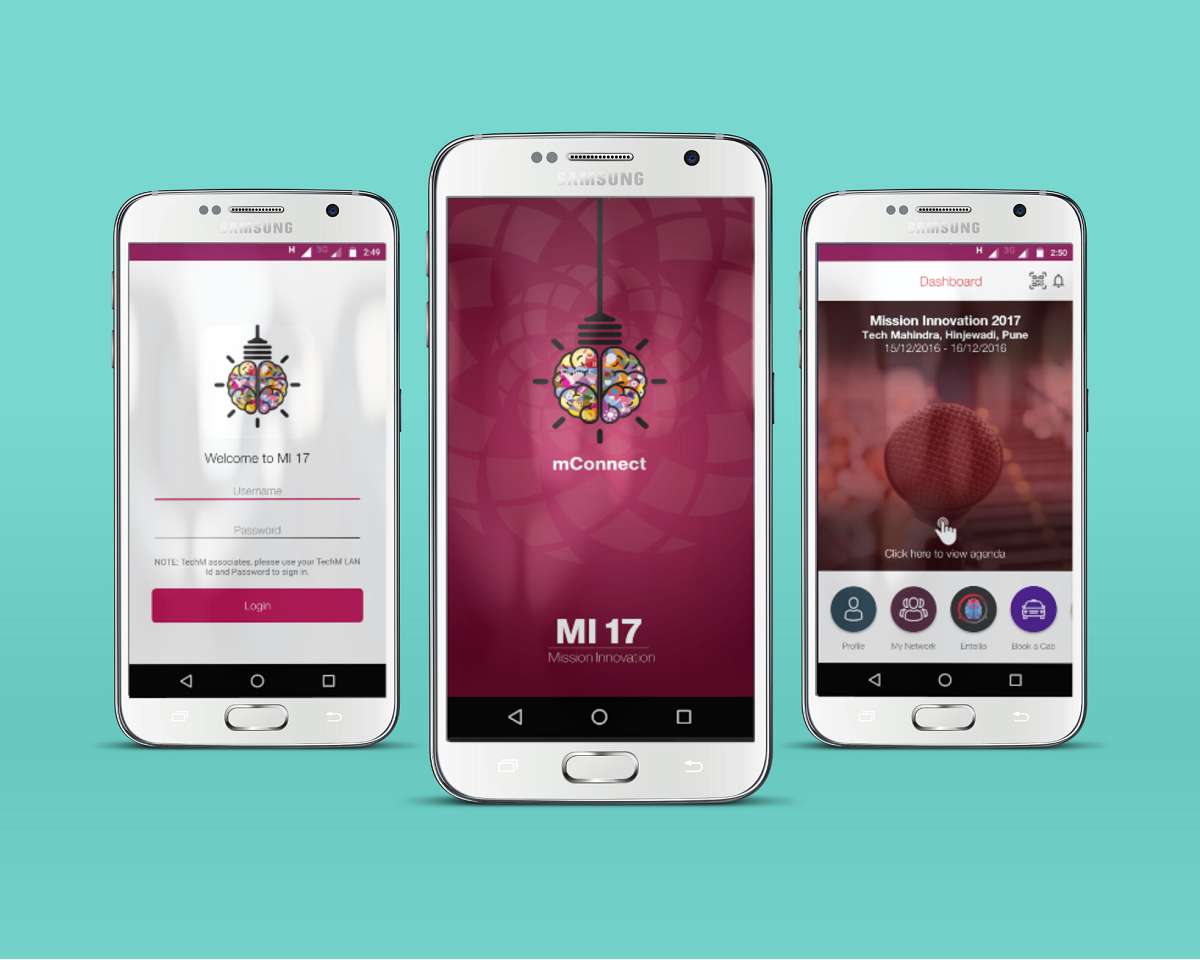 SAMSUNG
H 3G 2:49
Welcome to MI 17
Username
Password
NOTE: TechM associates, please use your TechM LAN
Id and Password to sign in.
Login
SAMSUNG
mConnect
MI 17
Mission Innovation
SAMSUNG
H 3G 2:50
Dashboard
Mission Innovation 2017
Tech Mahindra, Hinjewadi, Pune
15/12/2016 - 16/12/2016
Click here to view agenda
Profile My Network Entellio Book a Cab